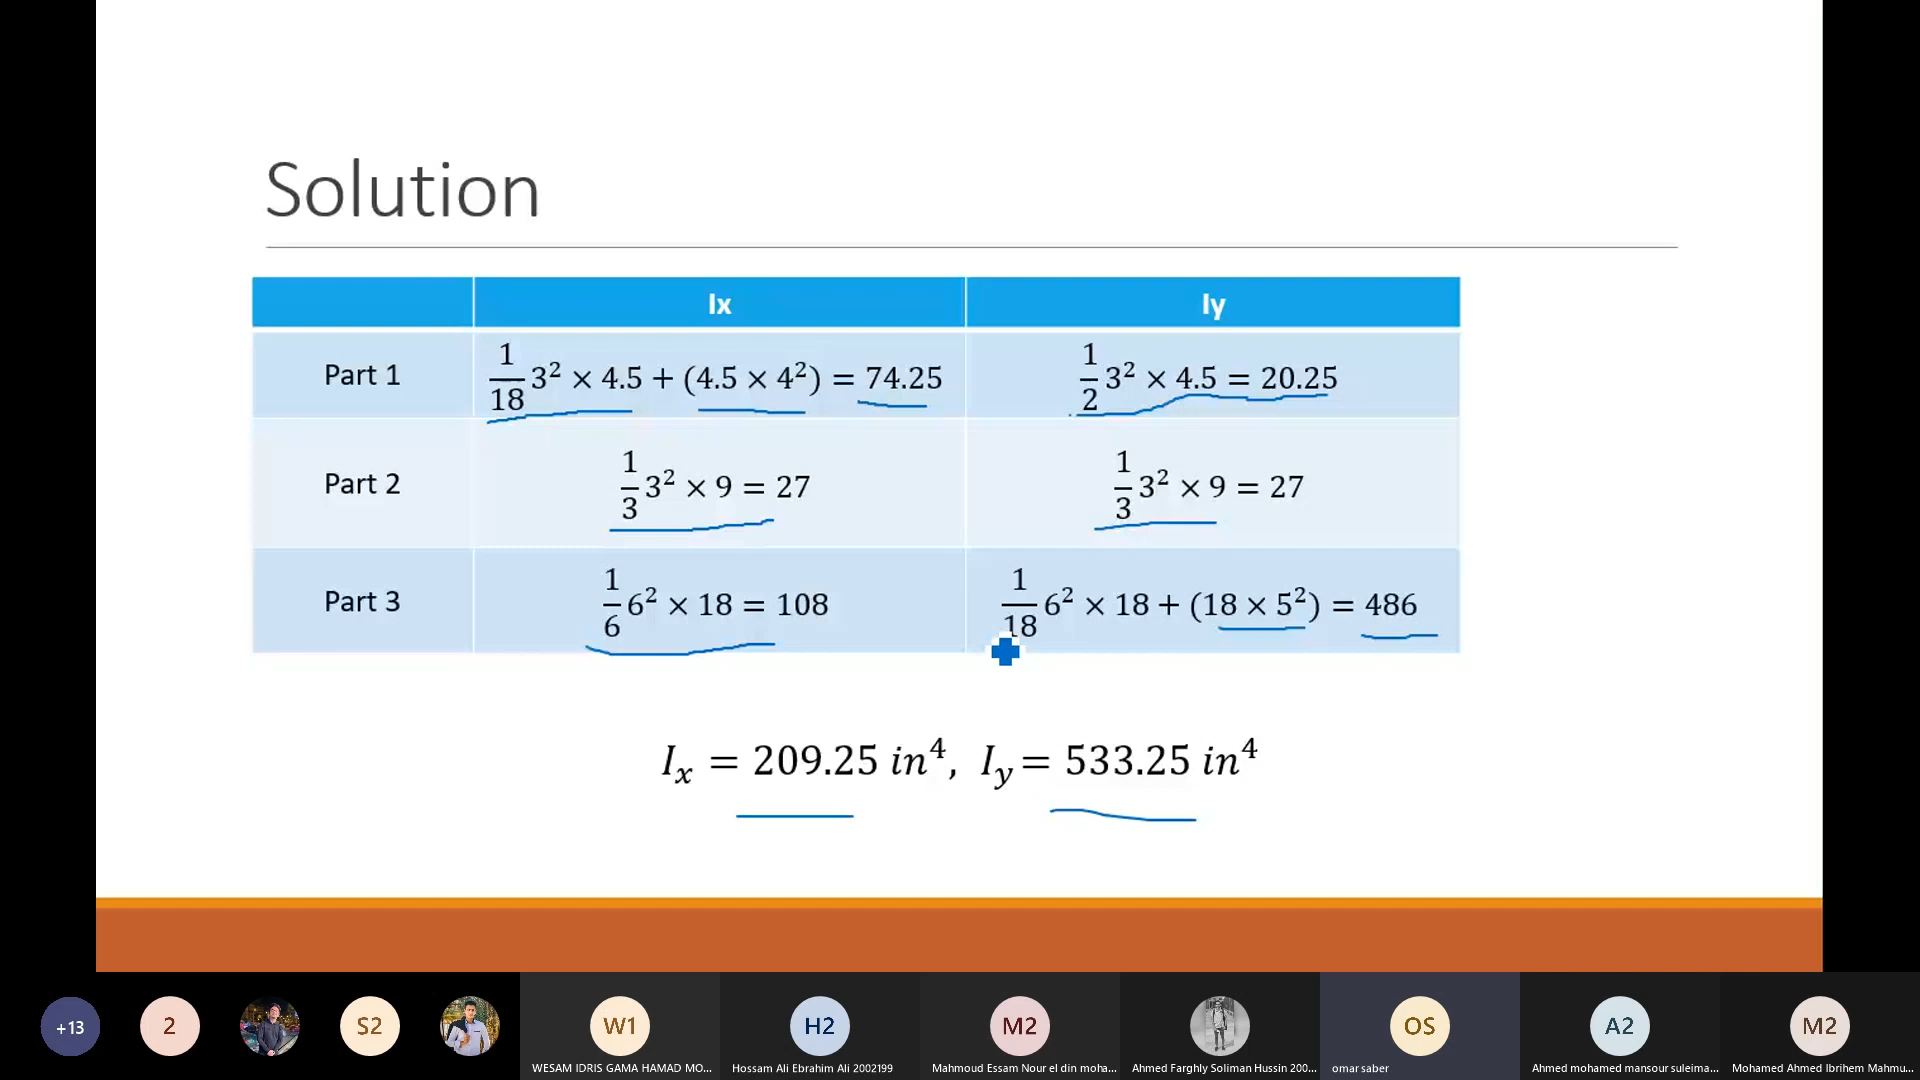 Solution
Ix Iy
Part 1 1/18 3² × 4.5 + (4.5 × 4²) = 74.25 1/2 3² × 4.5 = 20.25
Part 2 1/3 3² × 9 = 27 1/3 3² × 9 = 27
Part 3 1/6 6² × 18 = 108 1/18 6² × 18 + (18 × 5²) = 486
Iₓ = 209.25 in⁴, I_y = 533.25 in⁴
+13 2 S2 W1 H2 M2 OS A2 M2
WESAM IDRIS GAMA HAMAD MO... Hossam Ali Ebrahim Ali 2002199 Mahmoud Essam Nour el din moha... Ahmed Farghly Soliman Hussin 200... omar saber Ahmed mohamed mansour suleima... Mohamed Ahmed Ibrihem Mahmu...